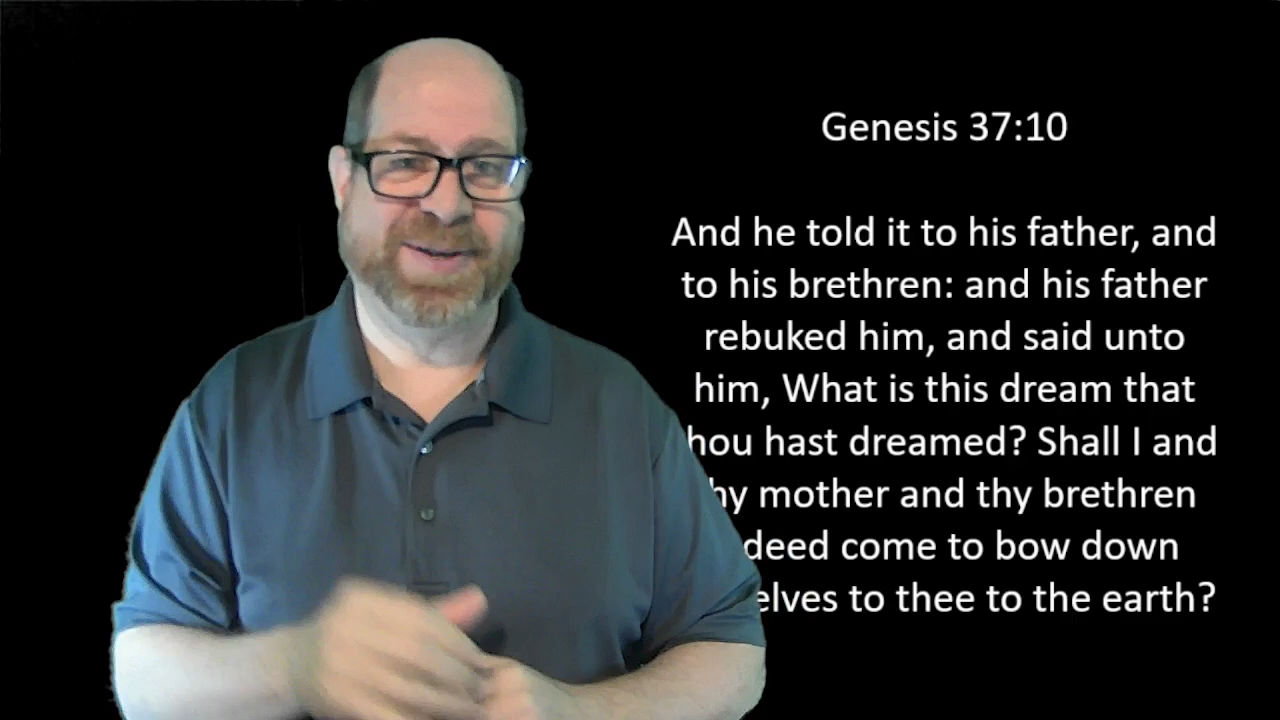 Genesis 37:10
And he told it to his father, and
to his brethren: and his father
rebuked him, and said unto
him, What is this dream that
hou hast dreamed? Shall I and
hy mother and thy brethren
deed come to bow down
elves to thee to the earth?